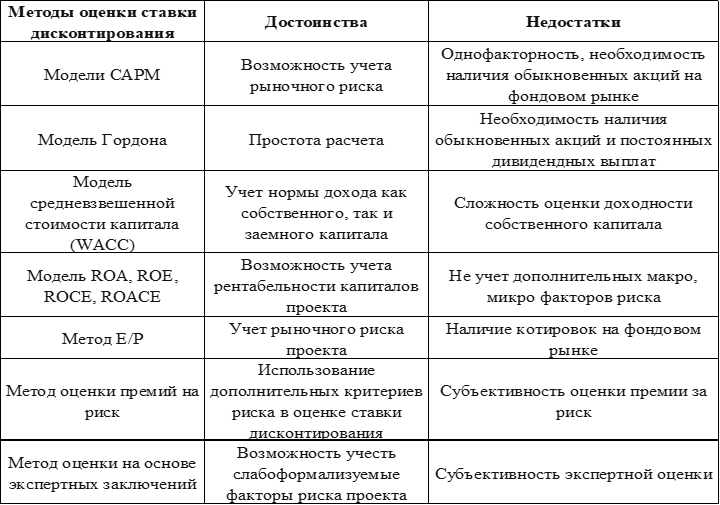 Методы оценки ставки
дисконтирования
Достоинства
Недостатки
Модели CAPM
Возможность учета
рыночного риска
Однофакторность, необходимость
наличия обыкновенных акций на
фондовом рынке
Модель Гордона
Простота расчета
Необходимость наличия
обыкновенных акций и постоянных
дивидендных выплат
Модель
средневзвешенной
стоимости капитала
(WACC)
Учет нормы дохода как
собственного, так и
заемного капитала
Сложность оценки доходности
собственного капитала
Модель ROA, ROE,
ROCE, ROACE
Возможность учета
рентабельности капиталов
проекта
Не учет дополнительных макро,
микро факторов риска
Метод E/P
Учет рыночного риска
проекта
Наличие котировок на фондовом
рынке
Метод оценки премий на
риск
Использование
дополнительных критериев
риска в оценке ставки
дисконтирования
Субъективность оценки премии за
риск
Метод оценки на основе
экспертных заключений
Возможность учесть
слабоформализуемые
факторы риска проекта
Субъективность экспертной оценки